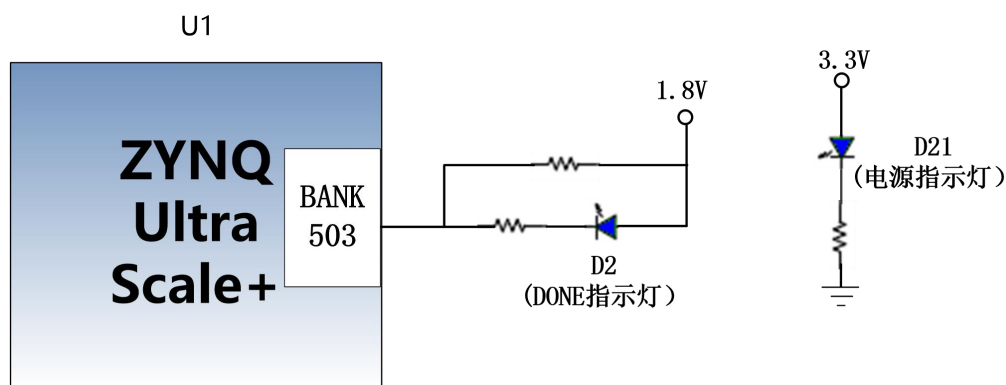 U1
ZYNQ
Ultra
Scale+
BANK
503
1.8V
D2
(DONE指示灯)
3.3V
D21
(电源指示灯)